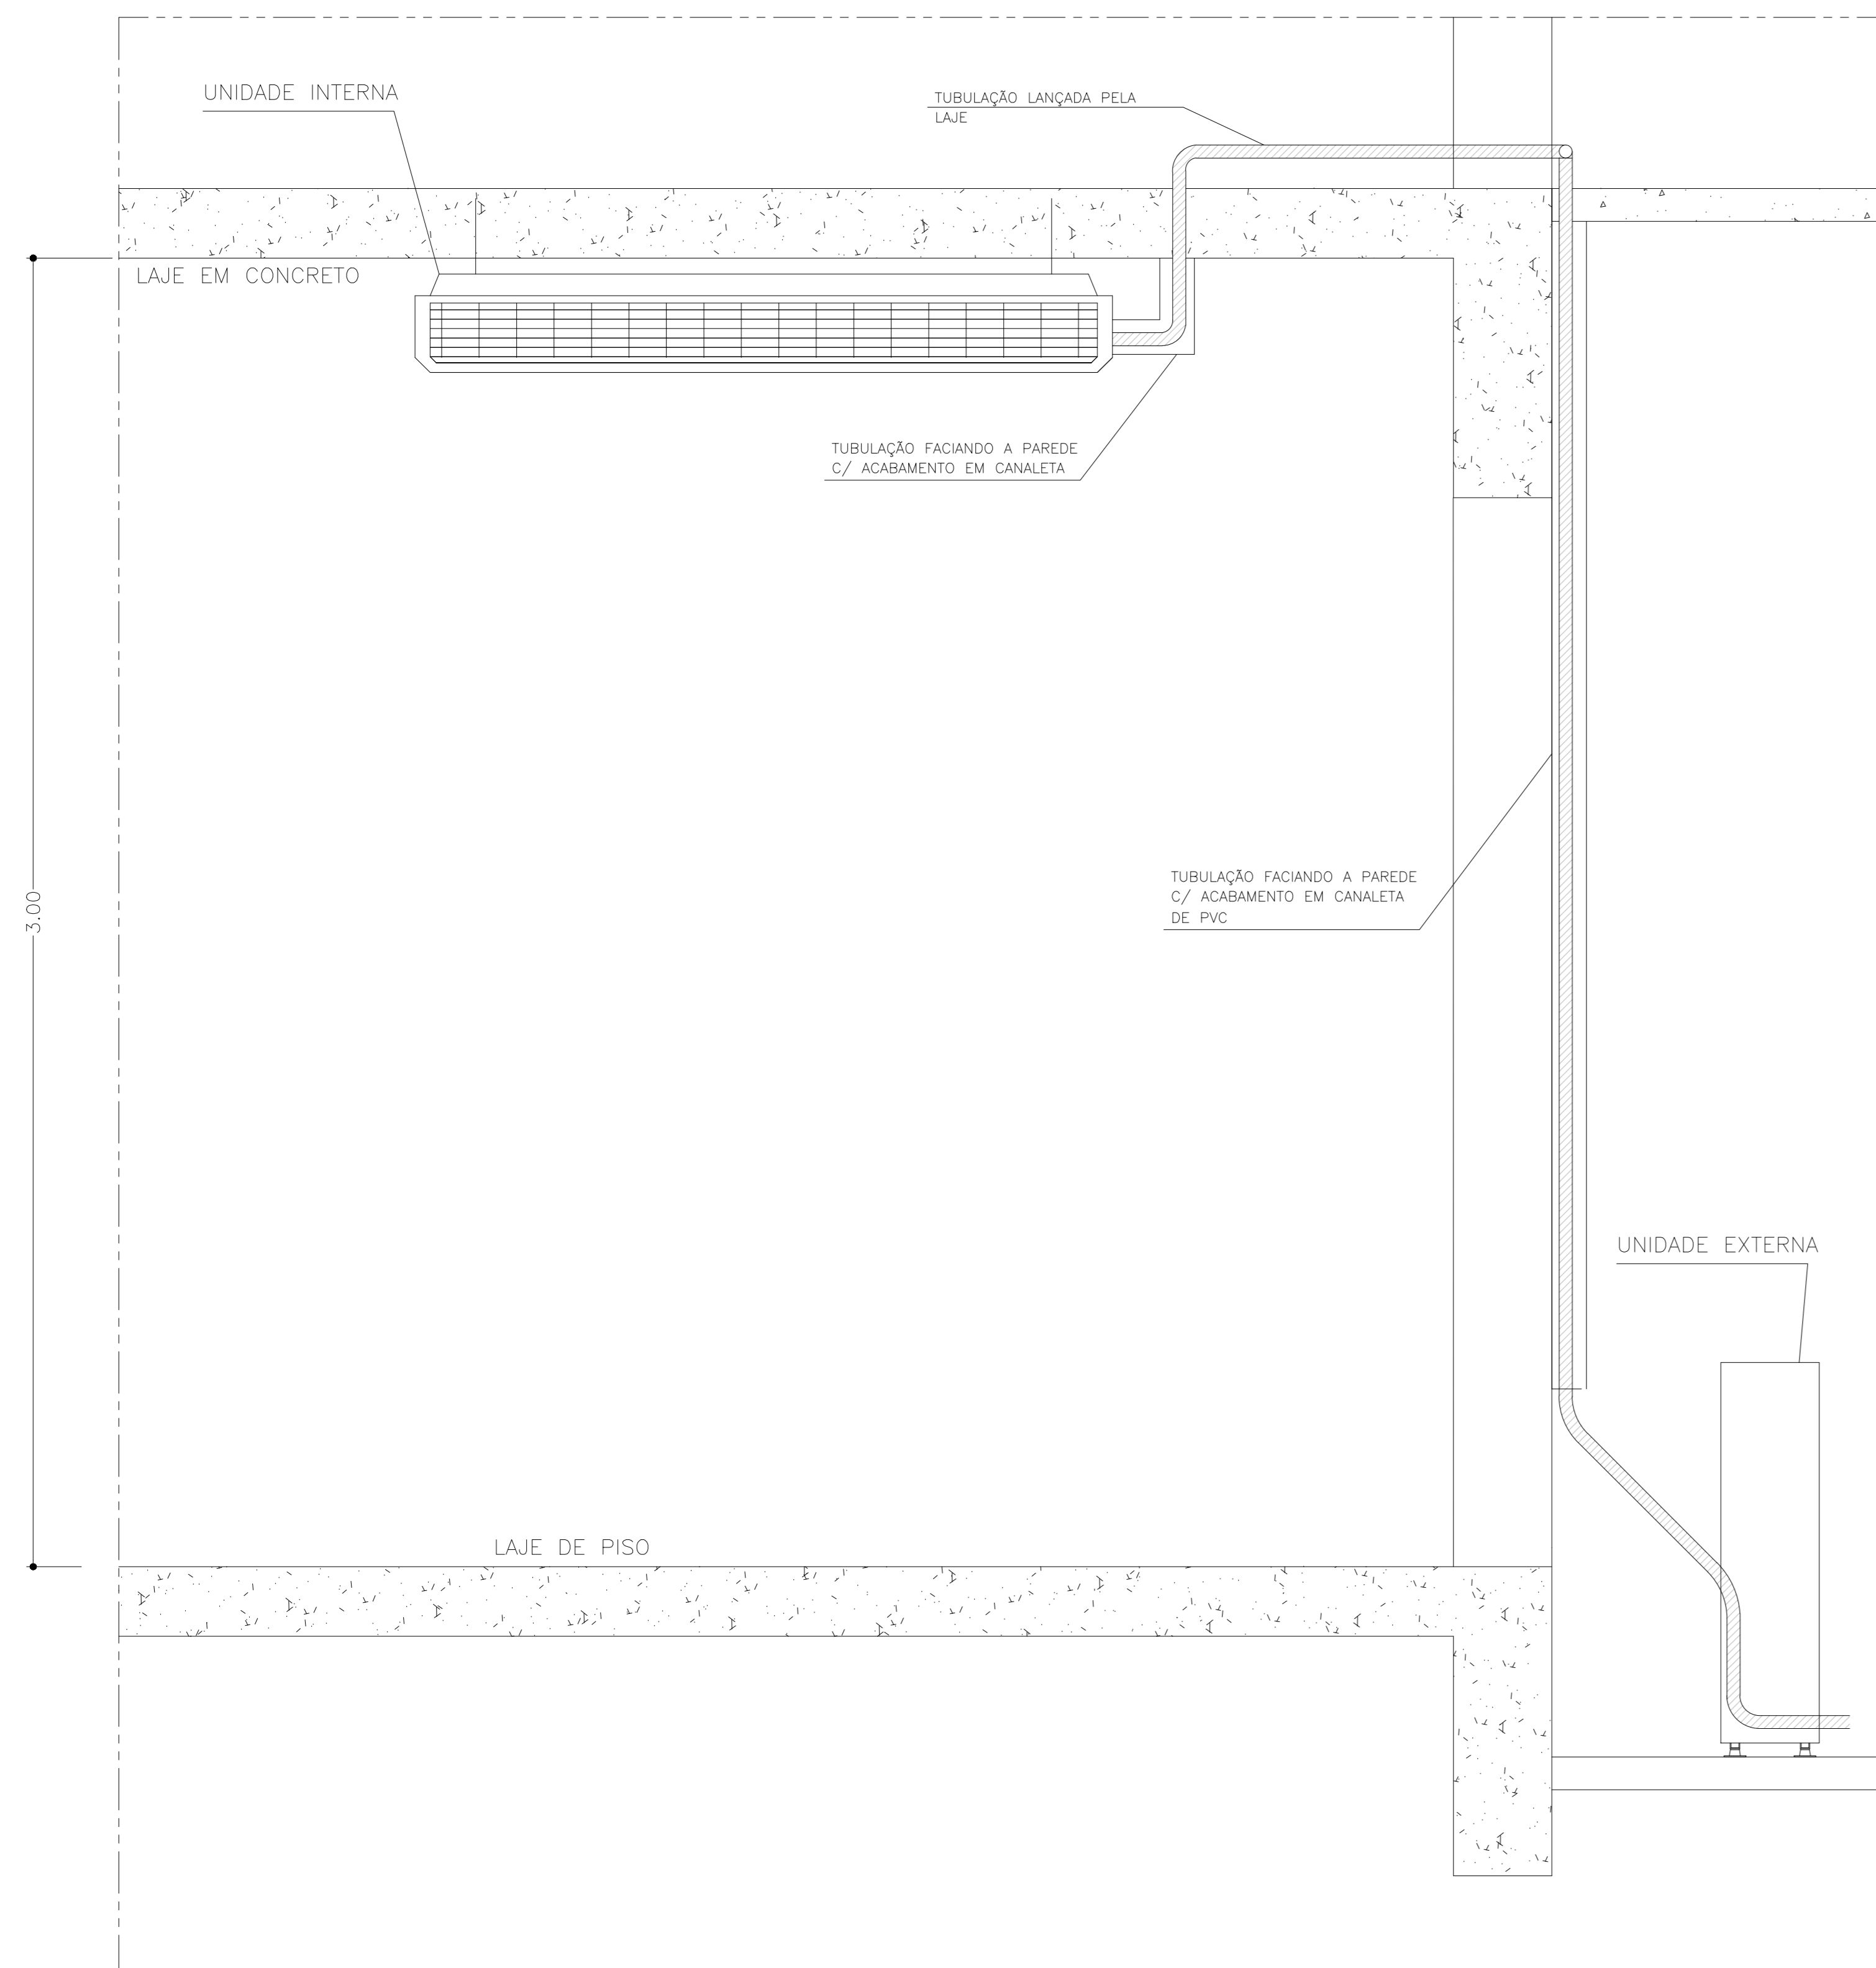 UNIDADE INTERNA
TUBULAÇÃO LANÇADA PELA
LAJE
LAJE EM CONCRETO
TUBULAÇÃO FACIANDO A PAREDE
C/ ACABAMENTO EM CANALETA
TUBULAÇÃO FACIANDO A PAREDE
C/ ACABAMENTO EM CANALETA
DE PVC
3.00
UNIDADE EXTERNA
LAJE DE PISO